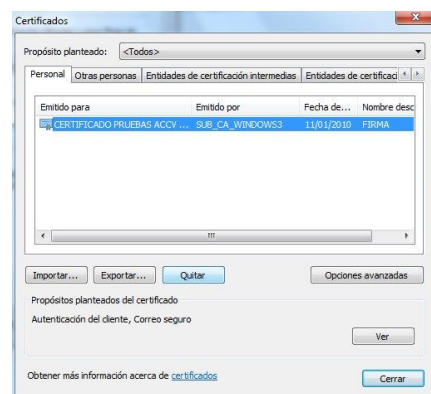 Certificados
Propósito planteado: <Todos>
Personal Otras personas Entidades de certificación intermedias Entidades de certificaci
Emitido para Emitido por Fecha de... Nombre desc
CERTIFICADO PRUEBAS ACCV ... SUB_CA_WINDOWS3 11/01/2010 FIRMA
Importar... Exportar... Quitar Opciones avanzadas
Propósitos planteados del certificado
Autenticación del cliente, Correo seguro
Ver
Obtener más información acerca de certificados
Cerrar